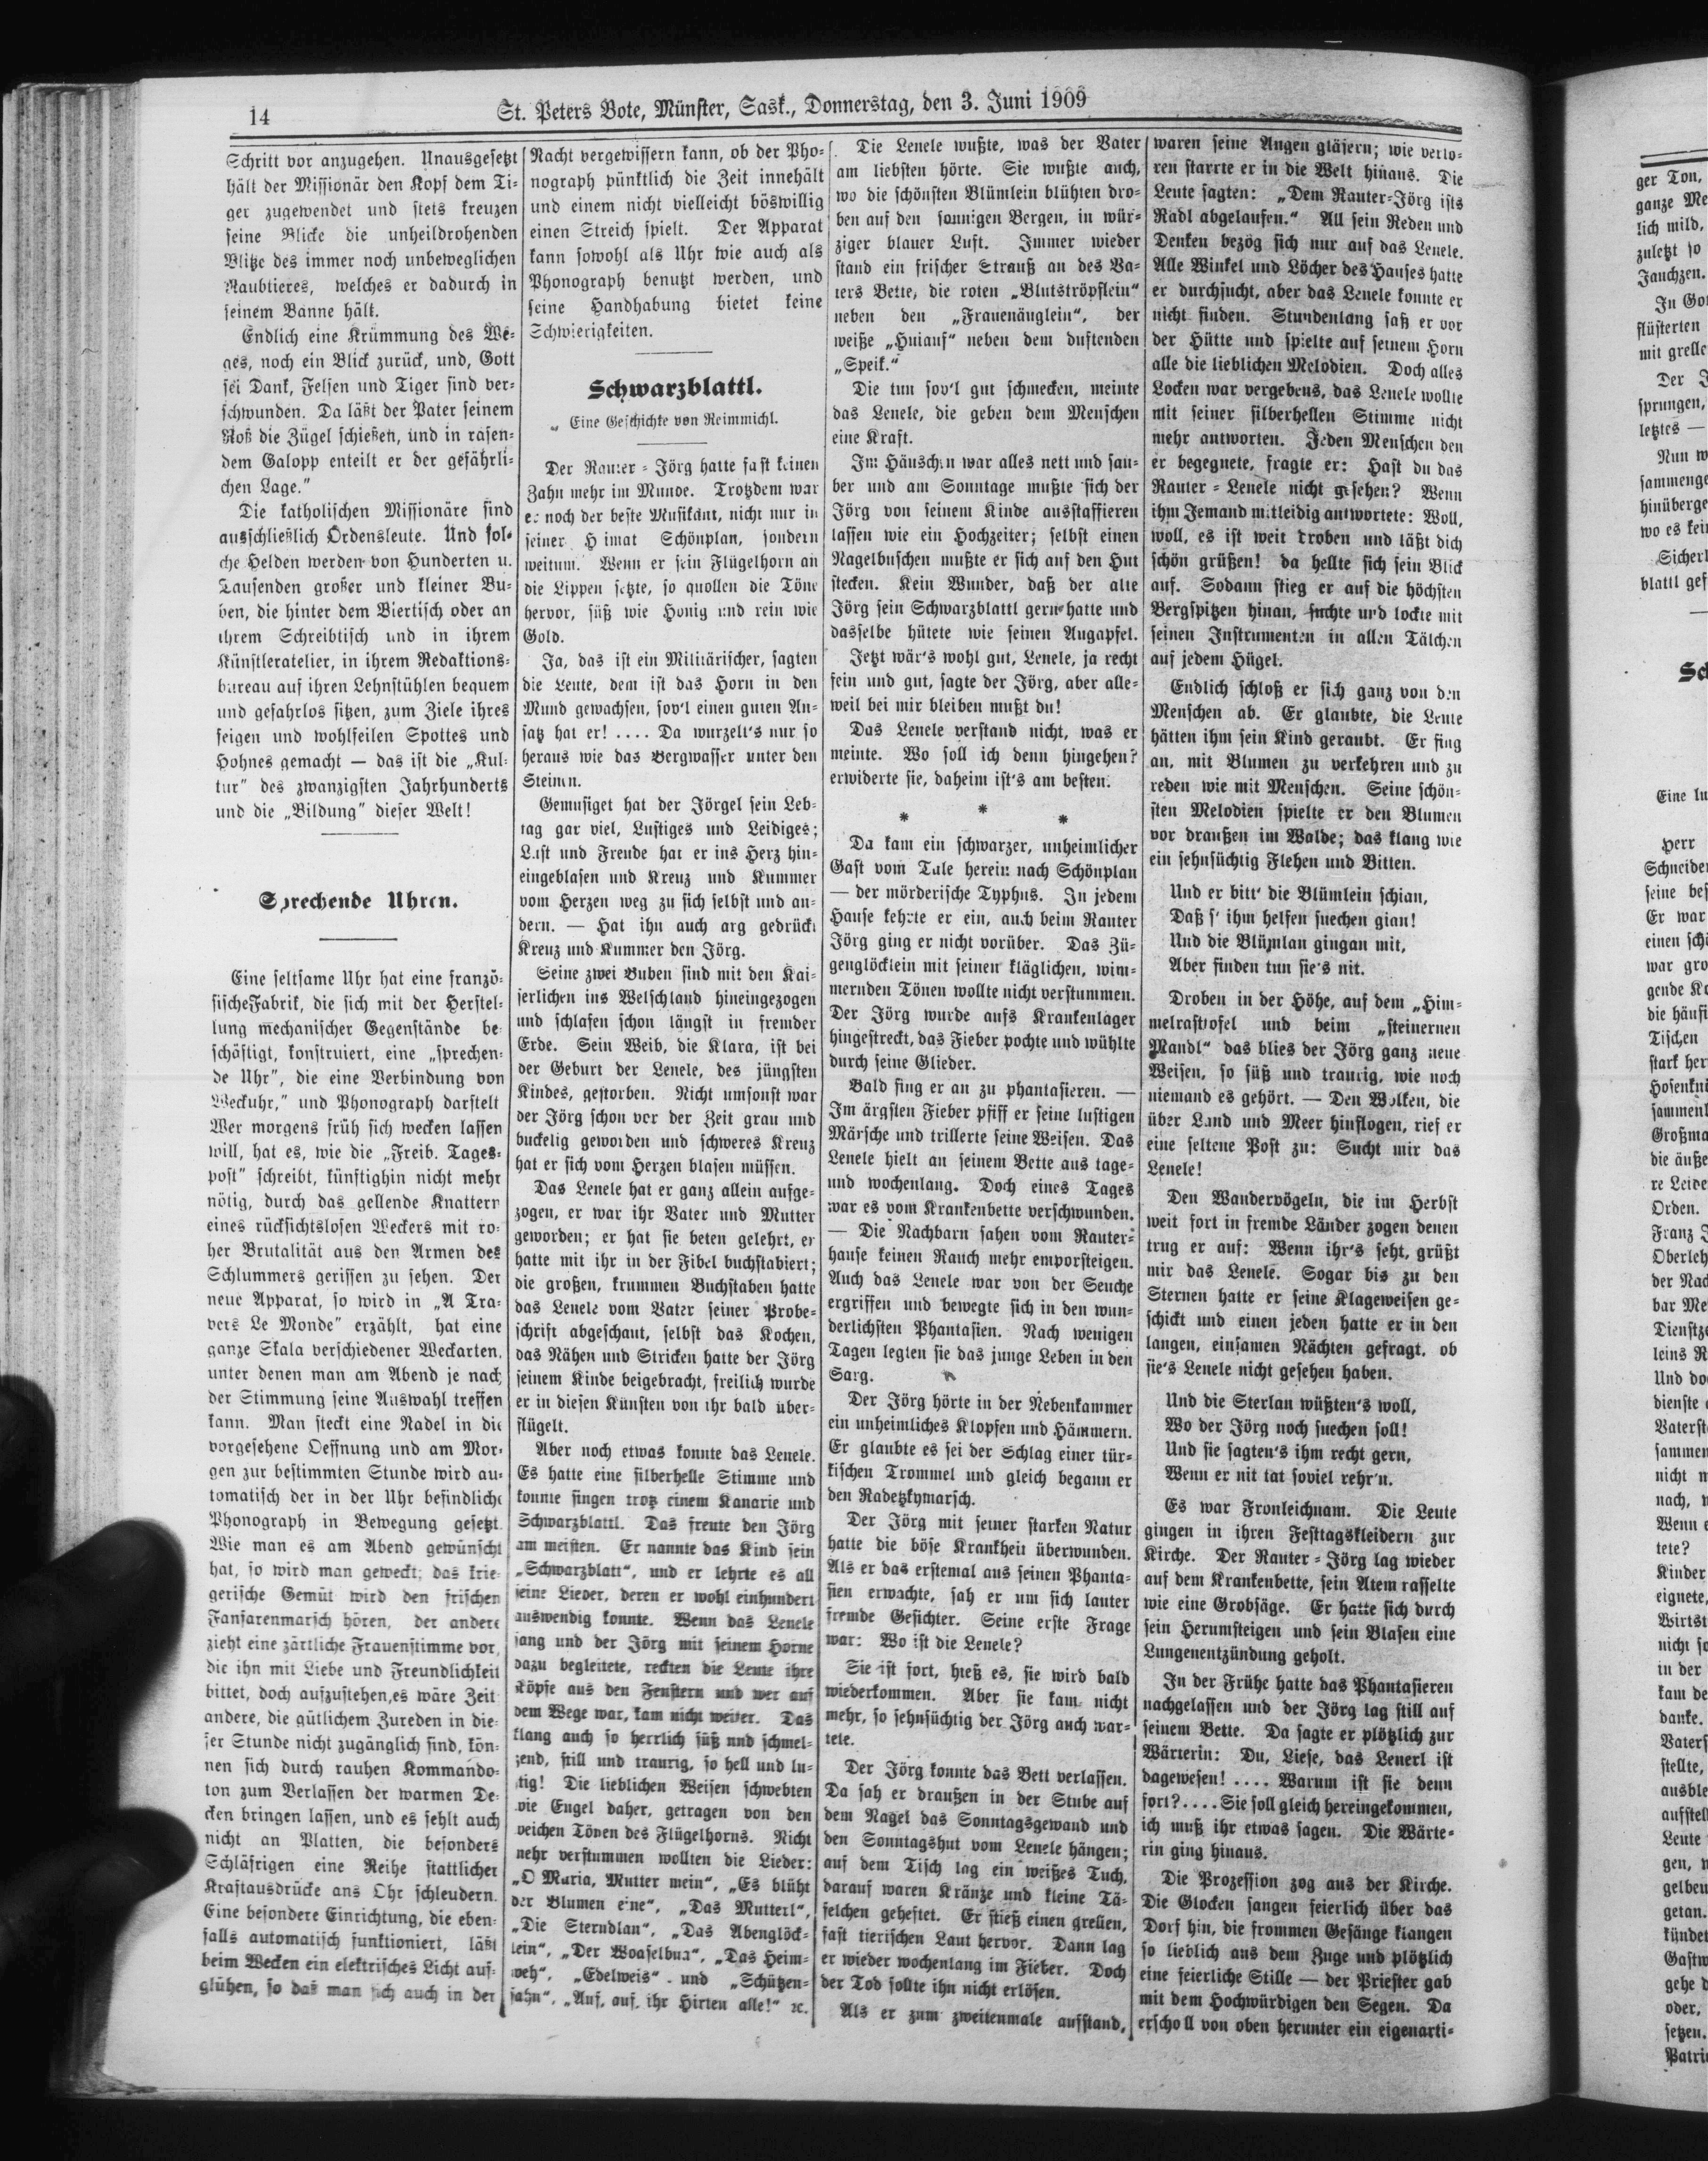 14
St. Peters Bote, Münster, Sask., Donnerstag, den 3. Juni 1909
Schritt vor anzugehen. Unausgesetzt
hält der Missionär den Kopf dem Ti-
ger zugewendet und stets kreuzen
seine Blicke die unheildrohenden
Blitze des immer noch unbeweglichen
Raubtieres, welches er dadurch in
seinem Banne hält.
Endlich eine Krümmung des We-
ges, noch ein Blick zurück, und, Gott
sei Dank, Felsen und Tiger sind ver-
schwunden. Da läßt der Pater seinem
Roß die Zügel schießen, und in rasen-
dem Galopp enteilt er der gefährli-
chen Lage."
Die katholischen Missionäre sind
ausschließlich Ordensleute. Und sol-
che Helden werden von Hunderten u.
Tausenden großer und kleiner Bu-
ben, die hinter dem Biertisch oder an
ihrem Schreibtisch und in ihrem
Künstleratelier, in ihrem Redaktions-
bureau auf ihren Lehnstühlen bequem
und gefahrlos sitzen, zum Ziele ihres
feigen und wohlfeilen Spottes und
Hohnes gemacht — das ist die „Kul-
tur" des zwanzigsten Jahrhunderts
und die „Bildung" dieser Welt!
Sprechende Uhren.
Eine seltsame Uhr hat eine franzö-
sischeFabrik, die sich mit der Herstel-
lung mechanischer Gegenstände be-
schäftigt, konstruiert, eine „sprechen-
de Uhr", die eine Verbindung von
Weckuhr," und Phonograph darstelt
Wer morgens früh sich wecken lassen
will, hat es, wie die „Freib. Tages-
post" schreibt, künftighin nicht mehr
nötig, durch das gellende Knattern
eines rücksichtslosen Weckers mit ro-
her Brutalität aus den Armen des
Schlummers gerissen zu sehen. Der
neue Apparat, so wird in „A Tra-
vers Le Monde" erzählt, hat eine
ganze Skala verschiedener Weckarten,
unter denen man am Abend je nach
der Stimmung seine Auswahl treffen
kann. Man steckt eine Nadel in die
vorgesehene Oeffnung und am Mor-
gen zur bestimmten Stunde wird au-
tomatisch der in der Uhr befindliche
Phonograph in Bewegung gesetzt.
Wie man es am Abend gewünscht
hat, so wird man geweckt; das krie-
gerische Gemüt wird den frischen
Fanfarenmarsch hören, der andere
zieht eine zärtliche Frauenstimme vor,
die ihn mit Liebe und Freundlichkeit
bittet, doch aufzustehen,es wäre Zeit
andere, die gütlichem Zureden in die-
ser Stunde nicht zugänglich sind, kön-
nen sich durch rauhen Kommando-
ton zum Verlassen der warmen De-
cken bringen lassen, und es fehlt auch
nicht an Platten, die besonders
Schläfrigen eine Reihe stattlicher
Kraftausdrücke ans Ohr schleudern.
Eine besondere Einrichtung, die eben-
falls automatisch funktioniert, läßt
beim Wecken ein elektrisches Licht auf-
glühen, so das man sich auch in der
Nacht vergewissern kann, ob der Pho-
nograph pünktlich die Zeit innehält
und einem nicht vielleicht böswillig
einen Streich spielt. Der Apparat
kann sowohl als Uhr wie auch als
Phonograph benutzt werden, und
seine Handhabung bietet keine
Schwierigkeiten.
Schwarzblattl.
Eine Geschichte von Reimmichl.
Der Rauter-Jörg hatte fast keinen
Zahn mehr im Munde. Trotzdem war
er noch der beste Musikant, nicht nur in
seiner Heimat Schönplan, sondern
weitum. Wenn er sein Flügelhorn an
die Lippen setzte, so quollen die Töne
hervor, süß wie Honig und rein wie
Gold.
Ja, das ist ein Militärischer, sagten
die Leute, dem ist das Horn in den
Mund gewachsen, sov'l einen guten An-
satz hat er! .... Da wurzelt's nur so
heraus wie das Bergwasser unter den
Steinen.
Gemusiget hat der Jörgel sein Leb-
tag gar viel, Lustiges und Leidiges;
Lust und Freude hat er ins Herz hin-
eingeblasen und Kreuz und Kummer
vom Herzen weg zu sich selbst und an-
dern. — Hat ihn auch arg gedrückt
Kreuz und Kummer den Jörg.
Seine zwei Buben sind mit den Kai-
serlichen ins Welschland hineingezogen
und schlafen schon längst in fremder
Erde. Sein Weib, die Klara, ist bei
der Geburt der Lenele, des jüngsten
Kindes, gestorben. Nicht umsonst war
der Jörg schon vor der Zeit grau und
buckelig geworden und schweres Kreuz
hat er sich vom Herzen blasen müssen.
Das Lenele hat er ganz allein aufge-
zogen, er war ihr Vater und Mutter
geworden; er hat sie beten gelehrt, er
hatte mit ihr in der Fibel buchstabiert;
die großen, krummen Buchstaben hatte
das Lenele vom Vater seiner Probe-
schrift abgeschaut, selbst das Kochen,
das Nähen und Stricken hatte der Jörg
seinem Kinde beigebracht, freilich wurde
er in diesen Künsten von ihr bald über-
flügelt.
Aber noch etwas konnte das Lenele.
Es hatte eine silberhelle Stimme und
konnte singen trotz einem Kanarie und
Schwarzblattl. Das freute den Jörg
am meisten. Er nannte das Kind sein
„Schwarzblatt", und er lehrte es all
seine Lieder, deren er wohl einhundert
auswendig konnte. Wenn das Lenele
sang und der Jörg mit seinem Horne
dazu begleitete, reckten die Leute ihre
Köpfe aus den Fenstern und wer auf
dem Wege war, kam nicht weiter. Das
klang auch so herrlich süß und schmel-
zend, still und traurig, so hell und lu-
tig! Die lieblichen Weisen schwebten
wie Engel daher, getragen von den
weichen Tönen des Flügelhorns. Nicht
mehr verstummen wollten die Lieder:
„O Maria, Mutter mein", „Es blüht
der Blumen eine", „Das Mutterl",
„Die Sterndlan", „Das Abenglöck-
lein", „Der Woaselbua", „Das Heim-
weh", „Edelweis" und „Schützen-
fahn", „Auf, auf, ihr Hirten alle!" ꝛc.
Die Lenele wußte, was der Vater
am liebsten hörte. Sie wußte auch,
wo die schönsten Blümlein blühten dro-
ben auf den sonnigen Bergen, in wür-
ziger blauer Luft. Immer wieder
stand ein frischer Strauß an des Va-
ters Bette, die roten „Blutströpflein"
neben den „Frauenäuglein", der
weiße „Huiauf" neben dem duftenden
„Speik."
Die tun sov'l gut schmecken, meinte
das Lenele, die geben dem Menschen
eine Kraft.
Im Häuschen war alles nett und sau-
ber und am Sonntage mußte sich der
Jörg von seinem Kinde ausstaffieren
lassen wie ein Hochzeiter; selbst einen
Nagelbuschen mußte er sich auf den Hut
stecken. Kein Wunder, daß der alte
Jörg sein Schwarzblattl gern hatte und
dasselbe hütete wie seinen Augapfel.
Jetzt wär's wohl gut, Lenele, ja recht
fein und gut, sagte der Jörg, aber alle-
weil bei mir bleiben mußt du!
Das Lenele verstand nicht, was er
meinte. Wo soll ich denn hingehen?
erwiderte sie, daheim ist's am besten.
* * *
Da kam ein schwarzer, unheimlicher
Gast vom Tale herein nach Schönplan
— der mörderische Typhus. In jedem
Hause kehrte er ein, auch beim Rauter
Jörg ging er nicht vorüber. Das Zü-
genglöcklein mit seinen kläglichen, wim-
mernden Tönen wollte nicht verstummen.
Der Jörg wurde aufs Krankenlager
hingestreckt, das Fieber pochte und wühlte
durch seine Glieder.
Bald fing er an zu phantasieren. —
Im ärgsten Fieber pfiff er seine lustigen
Märsche und trillerte seine Weisen. Das
Lenele hielt an seinem Bette aus tage-
und wochenlang. Doch eines Tages
war es vom Krankenbette verschwunden.
— Die Nachbarn sahen vom Rauter-
hause keinen Rauch mehr emporsteigen.
Auch das Lenele war von der Seuche
ergriffen und bewegte sich in den wun-
derlichsten Phantasien. Nach wenigen
Tagen legten sie das junge Leben in den
Sarg.
Der Jörg hörte in der Nebenkammer
ein unheimliches Klopfen und Hämmern.
Er glaubte es sei der Schlag einer tür-
kischen Trommel und gleich begann er
den Radetzkymarsch.
Der Jörg mit seiner starken Natur
hatte die böse Krankheit überwunden.
Als er das erstemal aus seinen Phanta-
sien erwachte, sah er um sich lauter
fremde Gesichter. Seine erste Frage
war: Wo ist die Lenele?
Sie ist fort, hieß es, sie wird bald
wiederkommen. Aber sie kam nicht
mehr, so sehnsüchtig der Jörg auch war-
tete.
Der Jörg konnte das Bett verlassen.
Da sah er draußen in der Stube auf
dem Nagel das Sonntagsgewand und
den Sonntagshut vom Lenele hängen;
auf dem Tisch lag ein weißes Tuch,
darauf waren Kränze und kleine Tä-
felchen geheftet. Er stieß einen grellen,
fast tierischen Laut hervor. Dann lag
er wieder wochenlang im Fieber. Doch
der Tod sollte ihn nicht erlösen.
Als er zum zweitenmale aufstand,
waren seine Augen gläsern; wie verlo-
ren starrte er in die Welt hinaus. Die
Leute sagten: „Dem Rauter-Jörg ists
Radl abgelaufen." All sein Reden und
Denken bezog sich nur auf das Lenele.
Alle Winkel und Löcher des Hauses hatte
er durchsucht, aber das Lenele konnte er
nicht finden. Stundenlang saß er vor
der Hütte und spielte auf seinem Horn
alle die lieblichen Melodien. Doch alles
Locken war vergebens, das Lenele wollte
mit seiner silberhellen Stimme nicht
mehr antworten. Jeden Menschen den
er begegnete, fragte er: Hast du das
Rauter-Lenele nicht gesehen? Wenn
ihm Jemand mitleidig antwortete: Woll,
woll, es ist weit droben und läßt dich
schön grüßen! da hellte sich sein Blick
auf. Sodann stieg er auf die höchsten
Bergspitzen hinan, suchte und lockte mit
seinen Instrumenten in allen Tälchen
auf jedem Hügel.
Endlich schloß er sich ganz von den
Menschen ab. Er glaubte, die Leute
hätten ihm sein Kind geraubt. Er fing
an, mit Blumen zu verkehren und zu
reden wie mit Menschen. Seine schön-
sten Melodien spielte er den Blumen
vor draußen im Walde; das klang wie
ein sehnsüchtig Flehen und Bitten.
Und er bitt' die Blümlein schian,
Daß s' ihm helfen suechen gian!
Und die Blümlan gingan mit,
Aber finden tun sie's nit.
Droben in der Höhe, auf dem „Him-
melrastofel und beim „steinernen
Mandl" das blies der Jörg ganz neue
Weisen, so süß und traurig, wie noch
niemand es gehört. — Den Wolken, die
über Land und Meer hinflogen, rief er
eine seltene Post zu: Sucht mir das
Lenele!
Den Wandervögeln, die im Herbst
weit fort in fremde Länder zogen denen
trug er auf: Wenn ihr's seht, grüßt
mir das Lenele. Sogar bis zu den
Sternen hatte er seine Klageweisen ge-
schickt und einen jeden hatte er in den
langen, einsamen Nächten gefragt, ob
sie's Lenele nicht gesehen haben.
Und die Sterlan wüßten's woll,
Wo der Jörg noch suechen soll!
Und sie sagten's ihm recht gern,
Wenn er nit tat soviel rehr'n.
Es war Fronleichnam. Die Leute
gingen in ihren Festtagskleidern zur
Kirche. Der Rauter-Jörg lag wieder
auf dem Krankenbette, sein Atem rasselte
wie eine Grobsäge. Er hatte sich durch
sein Herumsteigen und sein Blasen eine
Lungenentzündung geholt.
In der Frühe hatte das Phantasieren
nachgelassen und der Jörg lag still auf
seinem Bette. Da sagte er plötzlich zur
Wärterin: Du, Liese, das Lenerl ist
dagewesen! .... Warum ist sie denn
fort?.... Sie soll gleich hereingekommen,
ich muß ihr etwas sagen. Die Wärte-
rin ging hinaus.
Die Prozession zog aus der Kirche.
Die Glocken sangen feierlich über das
Dorf hin, die frommen Gesänge klangen
so lieblich aus dem Zuge und plötzlich
eine feierliche Stille — der Priester gab
mit dem Hochwürdigen den Segen. Da
erscholl von oben herunter ein eigenarti-
ger Ton,
ganze
lich mild,
zuletzt so
Jauchzen.
flüsterten
Der
sprungen,
letztes —
Nun
hinüberge
wo es kei
Sicherl
blattl gef
Eine lu
Herr
Schneider
seine bes
Er war
einen schö
war gro
die häufi
Tischen
stark her
die äuße
Orden.
Franz J
Oberleh
leins R
Und do
dienste
sammen
nicht m
nach,
Wenn
tete?
Kinder
eignete,
Wirtst
nicht so
in der
kam de
danke.
Vaters
stellte,
ausble
aufstel
Leute
getan.
kündet
Gastw
gehe d
oder,
setzen.